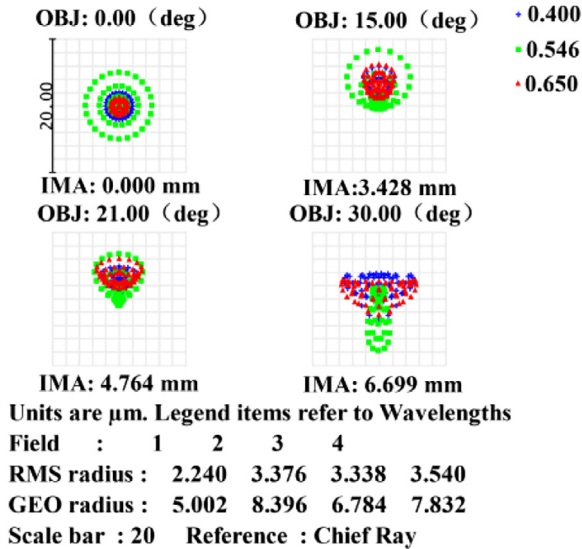 OBJ: 0.00 (deg)
OBJ: 15.00 (deg)
0.400
0.546
0.650
20.00
IMA: 0.000 mm
IMA:3.428 mm
OBJ: 21.00 (deg)
OBJ: 30.00 (deg)
IMA: 4.764 mm
IMA: 6.699 mm
Units are μm. Legend items refer to Wavelengths
Field : 1 2 3 4
RMS radius : 2.240 3.376 3.338 3.540
GEO radius : 5.002 8.396 6.784 7.832
Scale bar : 20 Reference : Chief Ray